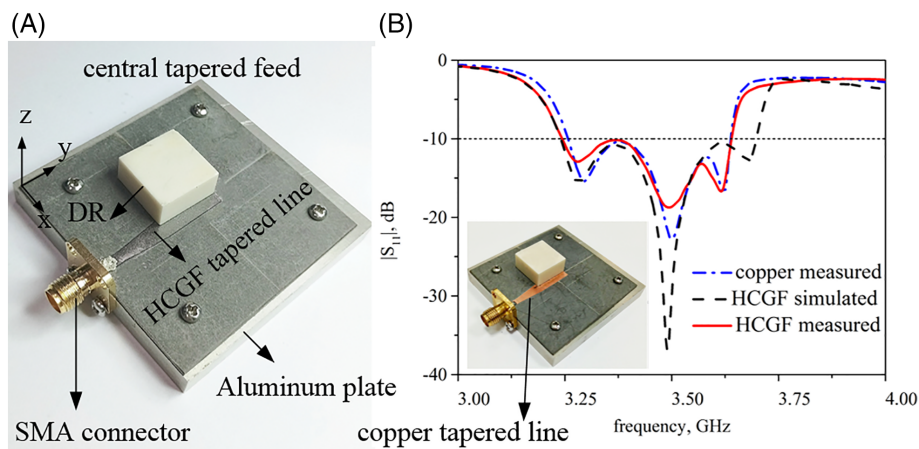 (A)
central tapered feed
z
y
x
DR
HCGF tapered line
Aluminum plate
SMA connector
(B)
0
-10
-20
-30
-40
|S₁₁|, dB
copper measured
HCGF simulated
HCGF measured
3.00
3.25
3.50
3.75
4.00
frequency, GHz
copper tapered line